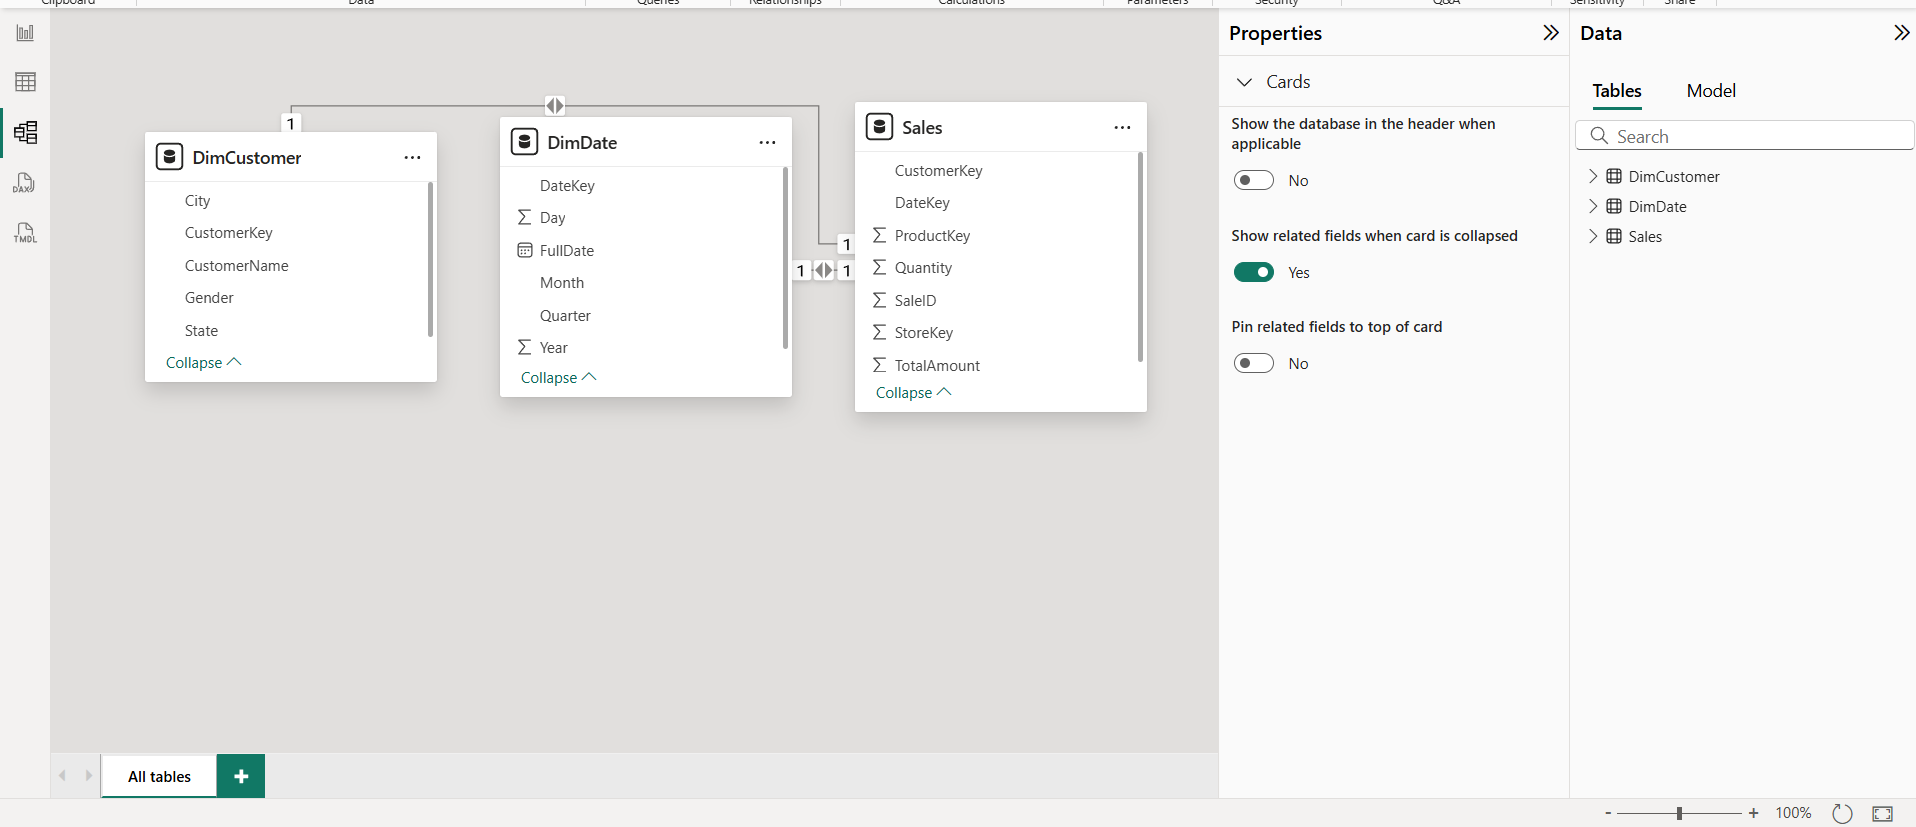 Clipboard
Data
Queries
Relationships
Calculations
Parameters
Security
Q&A
Sensitivity
Share
DAX
TMDL
1
DimCustomer
City
CustomerKey
CustomerName
Gender
State
Collapse
DimDate
DateKey
Day
FullDate
Month
Quarter
Year
Collapse
1
1
1
Sales
CustomerKey
DateKey
ProductKey
Quantity
SaleID
StoreKey
TotalAmount
Collapse
Properties
Cards
Show the database in the header when
applicable
No
Show related fields when card is collapsed
Yes
Pin related fields to top of card
No
Data
Tables
Model
Search
DimCustomer
DimDate
Sales
All tables
+
- + 100%